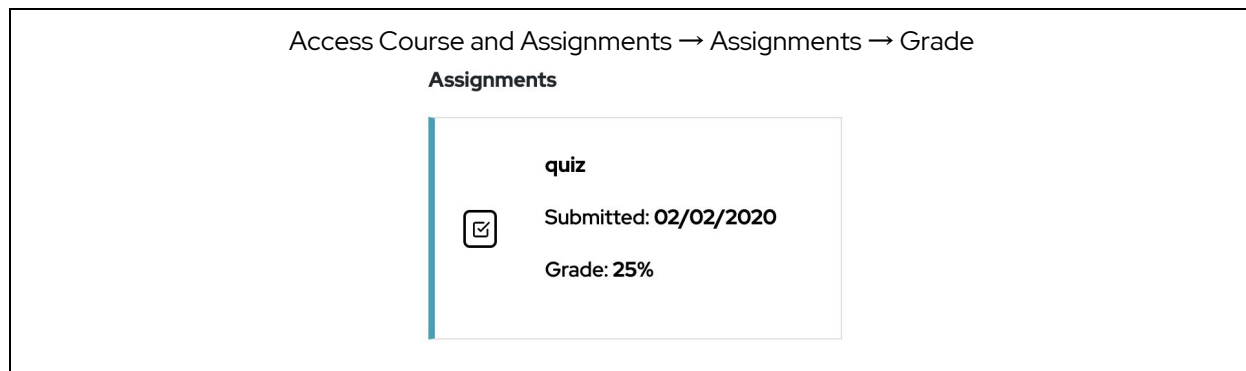 Access Course and Assignments → Assignments → Grade
Assignments
quiz
Submitted: 02/02/2020
Grade: 25%